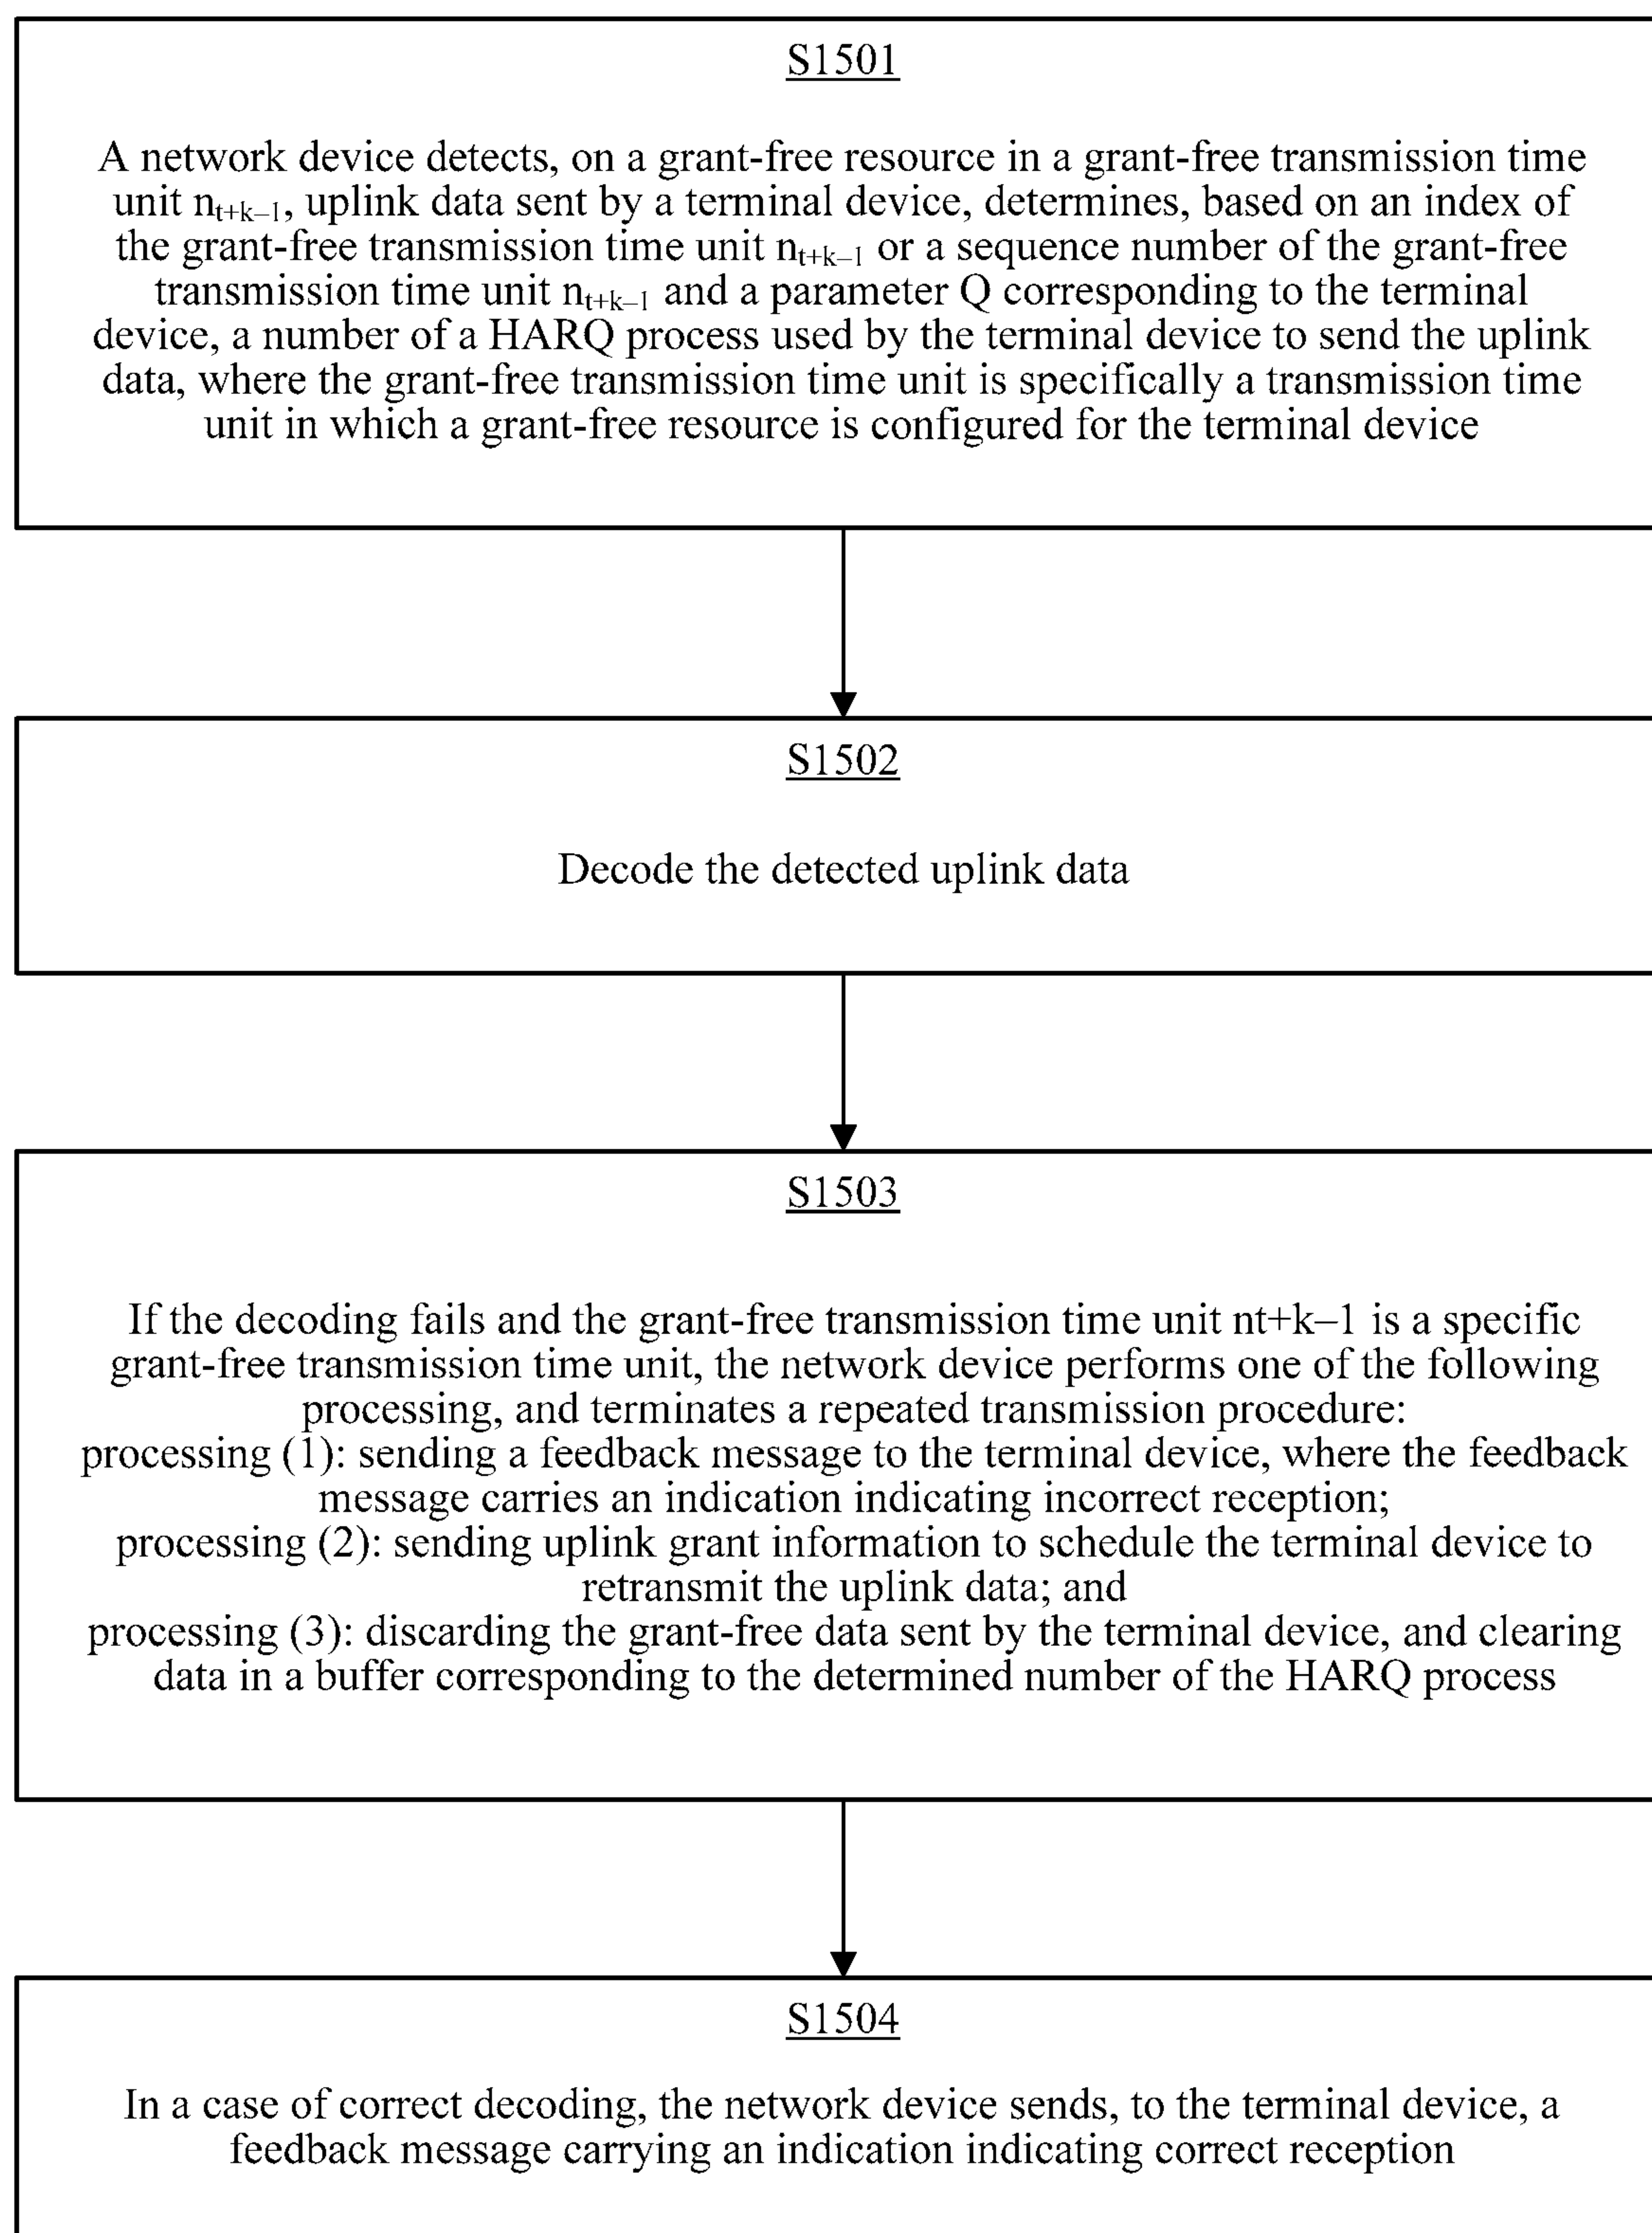 S1501
A network device detects, on a grant-free resource in a grant-free transmission time
unit nt+k–1, uplink data sent by a terminal device, determines, based on an index of
the grant-free transmission time unit nt+k–1 or a sequence number of the grant-free
transmission time unit nt+k–1 and a parameter Q corresponding to the terminal
device, a number of a HARQ process used by the terminal device to send the uplink
data, where the grant-free transmission time unit is specifically a transmission time
unit in which a grant-free resource is configured for the terminal device
S1502
Decode the detected uplink data
S1503
If the decoding fails and the grant-free transmission time unit nt+k–1 is a specific
grant-free transmission time unit, the network device performs one of the following
processing, and terminates a repeated transmission procedure:
processing (1): sending a feedback message to the terminal device, where the feedback
message carries an indication indicating incorrect reception;
processing (2): sending uplink grant information to schedule the terminal device to
retransmit the uplink data; and
processing (3): discarding the grant-free data sent by the terminal device, and clearing
data in a buffer corresponding to the determined number of the HARQ process
S1504
In a case of correct decoding, the network device sends, to the terminal device, a
feedback message carrying an indication indicating correct reception